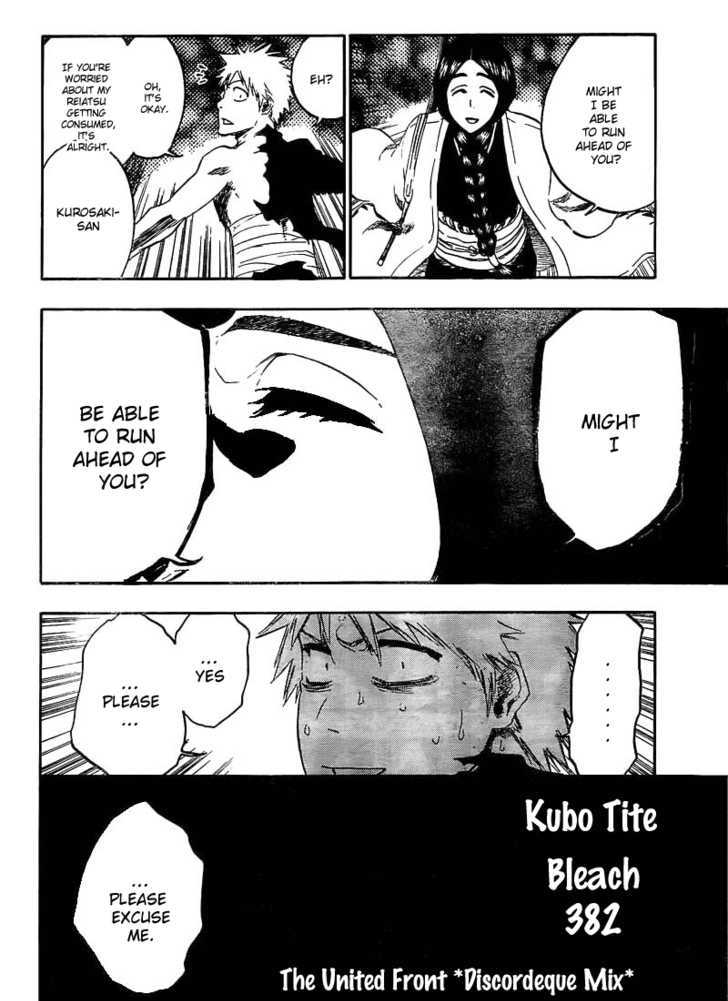 MIGHT
I BE
ABLE
TO RUN
AHEAD OF
YOU?
EH?
OH,
IT'S
OKAY.
IF YOU'RE
WORRIED
ABOUT MY
REIATSU
GETTING
CONSUMED,
IT'S
ALRIGHT.
KUROSAKI-
SAN
MIGHT
I
BE ABLE
TO RUN
AHEAD OF
YOU?
......
...
YES
...
PLEASE
...
...
PLEASE
EXCUSE
ME.
Kubo Tite
Bleach
382
The United Front *Discordeque Mix*